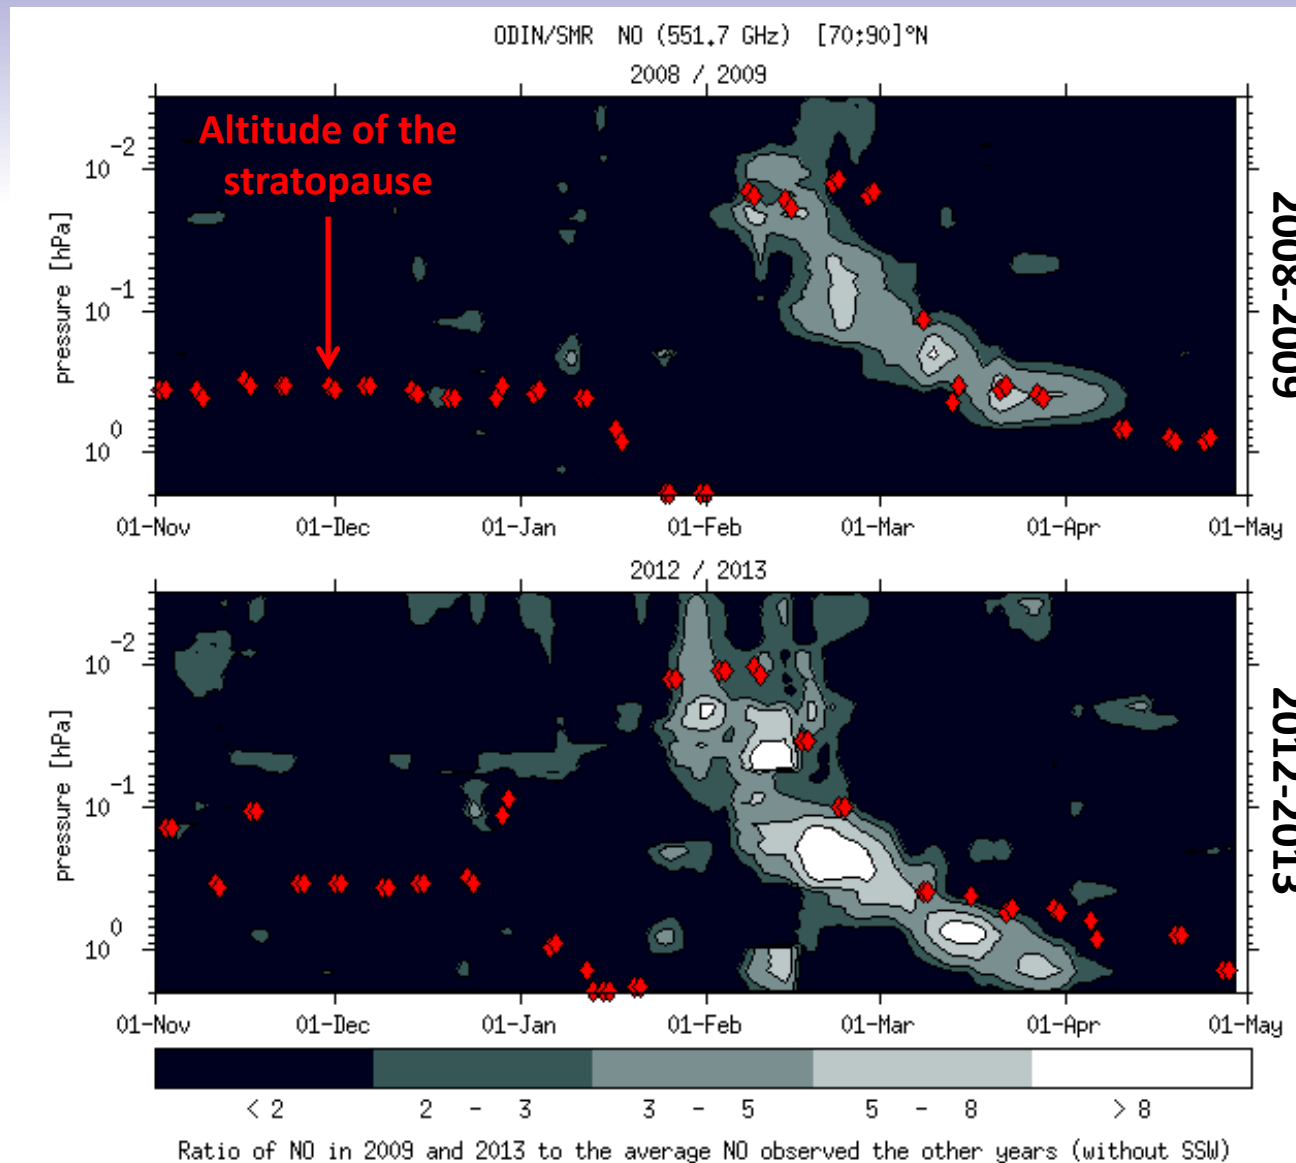 ODIN/SMR NO (551.7 GHz) [70;90]°N
2008 / 2009
Altitude of the
stratopause
10⁻²
10⁻¹
10⁰
pressure [hPa]
01-Nov 01-Dec 01-Jan 01-Feb 01-Mar 01-Apr 01-May
2008-2009
2012 / 2013
10⁻²
10⁻¹
10⁰
pressure [hPa]
01-Nov 01-Dec 01-Jan 01-Feb 01-Mar 01-Apr 01-May
2012-2013
< 2 2 - 3 3 - 5 5 - 8 > 8
Ratio of NO in 2009 and 2013 to the average NO observed the other years (without SSW)